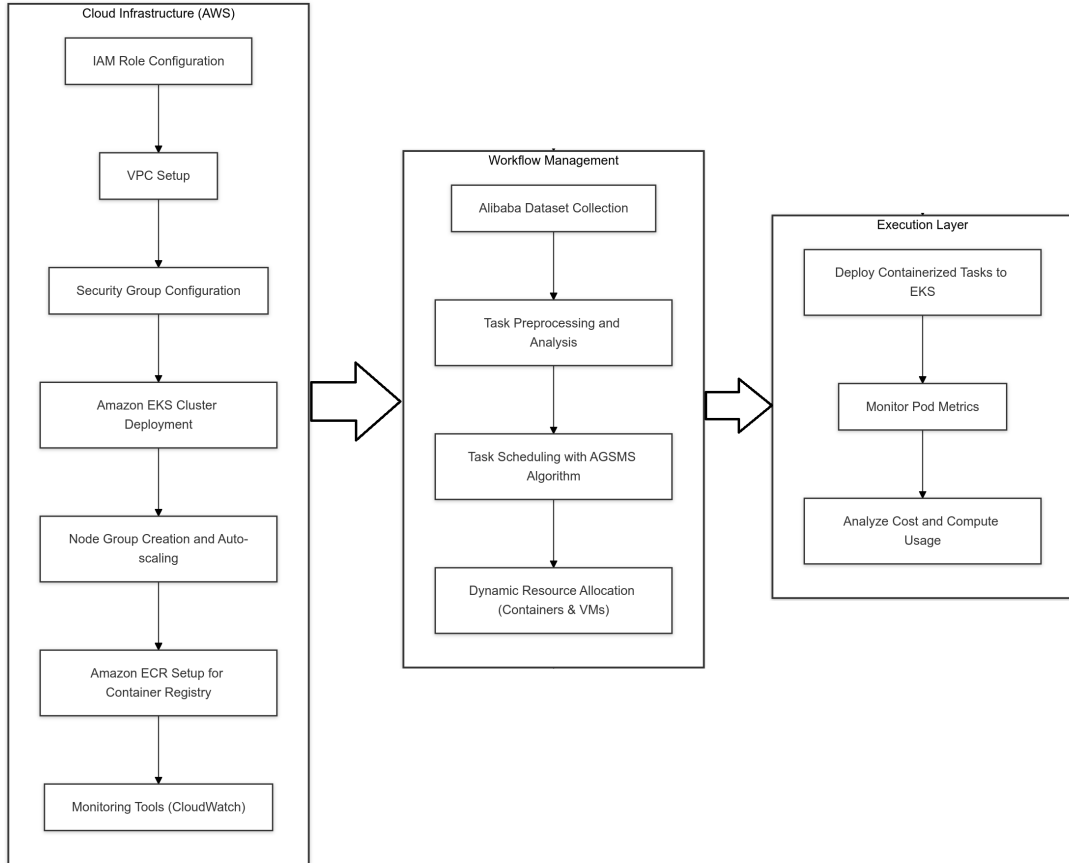 Cloud Infrastructure (AWS)
IAM Role Configuration
VPC Setup
Security Group Configuration
Amazon EKS Cluster
Deployment
Node Group Creation and Auto-
scaling
Amazon ECR Setup for
Container Registry
Monitoring Tools (CloudWatch)
Workflow Management
Alibaba Dataset Collection
Task Preprocessing and
Analysis
Task Scheduling with AGSMS
Algorithm
Dynamic Resource Allocation
(Containers & VMs)
Execution Layer
Deploy Containerized Tasks to
EKS
Monitor Pod Metrics
Analyze Cost and Compute
Usage